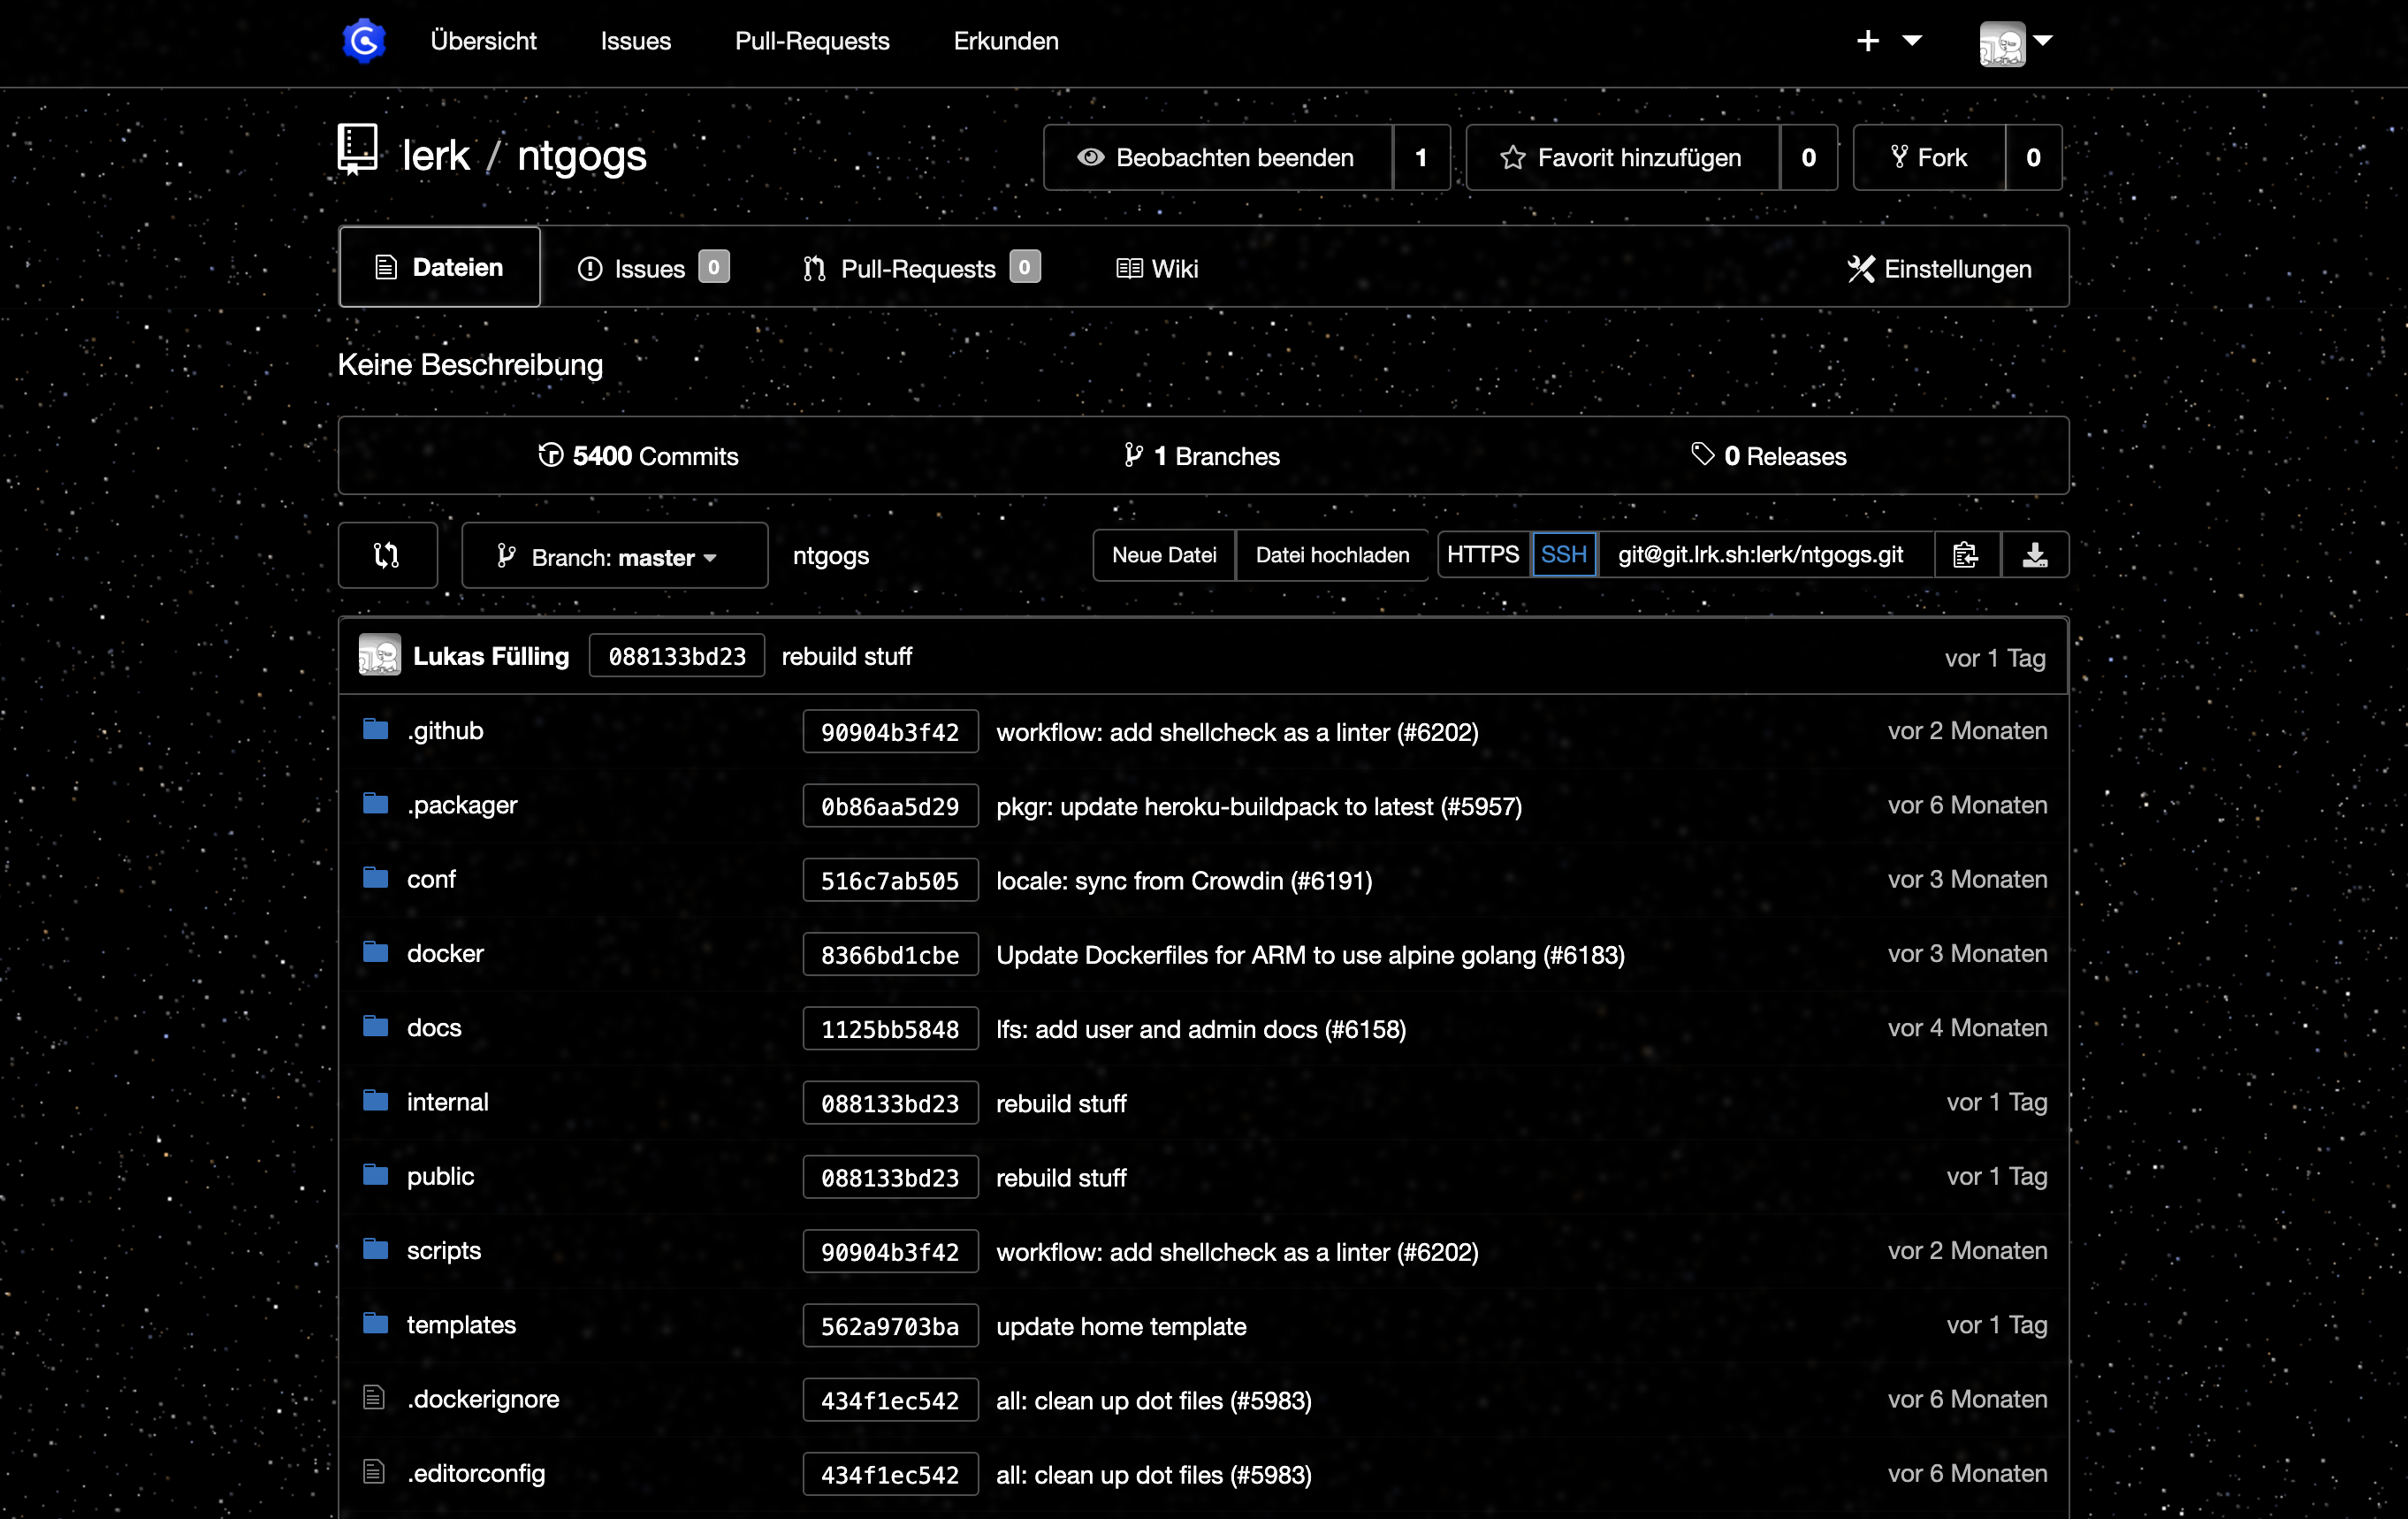 Übersicht Issues Pull-Requests Erkunden
lerk / ntgogs Beobachten beenden 1 Favorit hinzufügen 0 Fork 0
Dateien Issues 0 Pull-Requests 0 Wiki Einstellungen
Keine Beschreibung
5400 Commits 1 Branches 0 Releases
Branch: master ntgogs Neue Datei Datei hochladen HTTPS SSH git@git.lrk.sh:lerk/ntgogs.git
Lukas Fülling 088133bd23 rebuild stuff vor 1 Tag
.github 90904b3f42 workflow: add shellcheck as a linter (#6202) vor 2 Monaten
.packager 0b86aa5d29 pkgr: update heroku-buildpack to latest (#5957) vor 6 Monaten
conf 516c7ab505 locale: sync from Crowdin (#6191) vor 3 Monaten
docker 8366bd1cbe Update Dockerfiles for ARM to use alpine golang (#6183) vor 3 Monaten
docs 1125bb5848 lfs: add user and admin docs (#6158) vor 4 Monaten
internal 088133bd23 rebuild stuff vor 1 Tag
public 088133bd23 rebuild stuff vor 1 Tag
scripts 90904b3f42 workflow: add shellcheck as a linter (#6202) vor 2 Monaten
templates 562a9703ba update home template vor 1 Tag
.dockerignore 434f1ec542 all: clean up dot files (#5983) vor 6 Monaten
.editorconfig 434f1ec542 all: clean up dot files (#5983) vor 6 Monaten